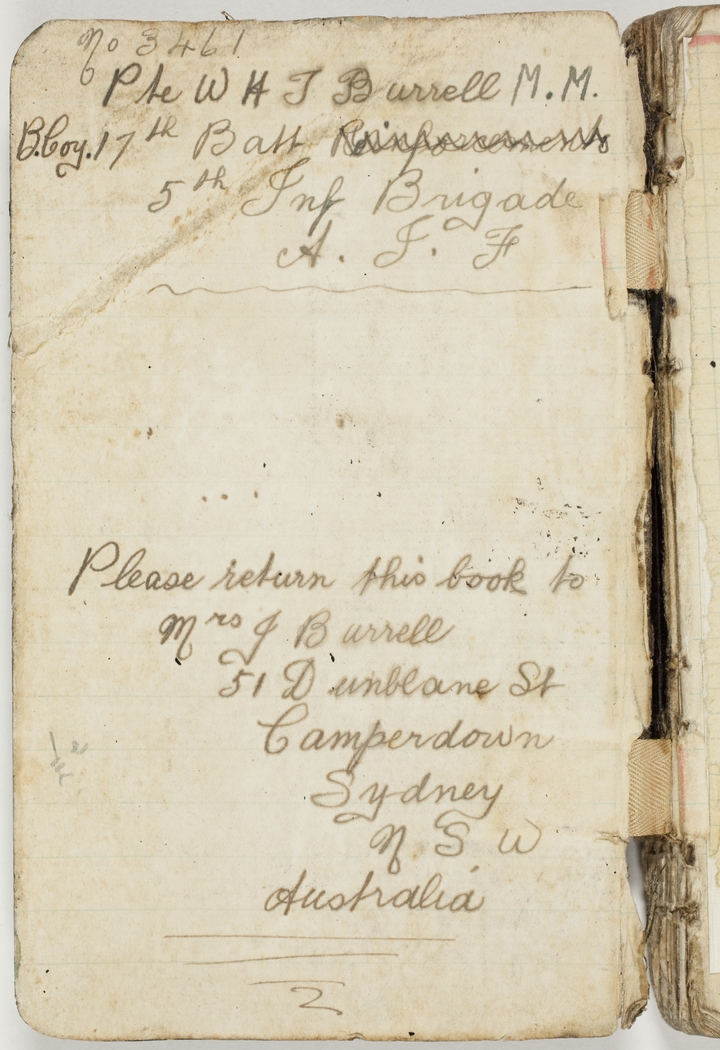 No 3461
Pte W H J Burrell M.M.
B.Coy. 17th Batt Reinforcements
5th Inf Brigade
A. I. F
Please return this book to
Mrs J Burrell
51 Dunblane St
Camperdown
Sydney
N S W
Australia